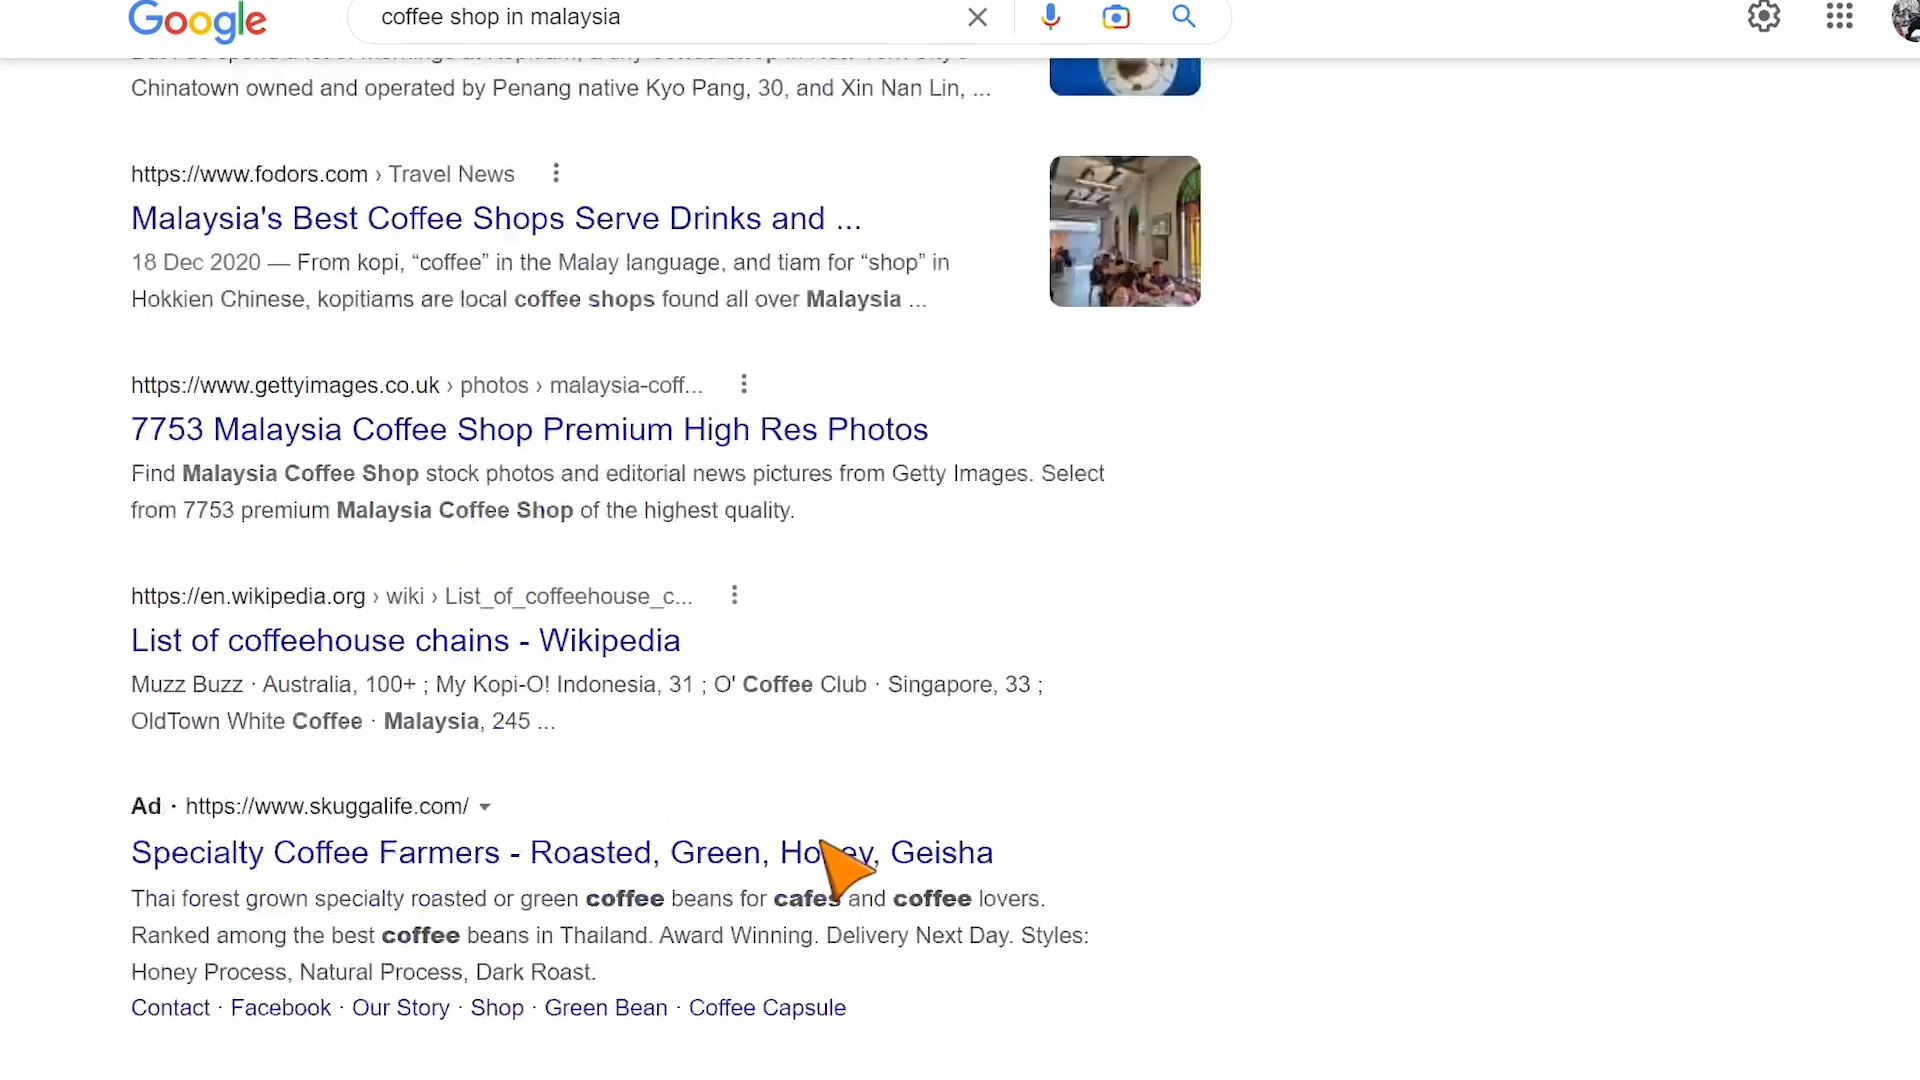 Google
coffee shop in malaysia
Chinatown owned and operated by Penang native Kyo Pang, 30, and Xin Nan Lin, ...
https://www.fodors.com › Travel News
Malaysia's Best Coffee Shops Serve Drinks and ...
18 Dec 2020 — From kopi, “coffee” in the Malay language, and tiam for “shop” in
Hokkien Chinese, kopitiams are local coffee shops found all over Malaysia ...
https://www.gettyimages.co.uk › photos › malaysia-coff...
7753 Malaysia Coffee Shop Premium High Res Photos
Find Malaysia Coffee Shop stock photos and editorial news pictures from Getty Images. Select
from 7753 premium Malaysia Coffee Shop of the highest quality.
https://en.wikipedia.org › wiki › List_of_coffeehouse_c...
List of coffeehouse chains - Wikipedia
Muzz Buzz · Australia, 100+ ; My Kopi-O! Indonesia, 31 ; O' Coffee Club · Singapore, 33 ;
OldTown White Coffee · Malaysia, 245 ...
Ad · https://www.skuggalife.com/
Specialty Coffee Farmers - Roasted, Green, Honey, Geisha
Thai forest grown specialty roasted or green coffee beans for cafes and coffee lovers.
Ranked among the best coffee beans in Thailand. Award Winning. Delivery Next Day. Styles:
Honey Process, Natural Process, Dark Roast.
Contact · Facebook · Our Story · Shop · Green Bean · Coffee Capsule